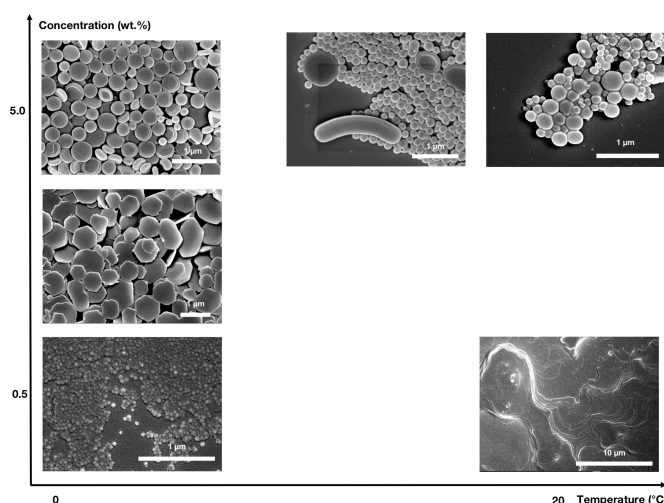 Concentration (wt.%)
5.0
1 µm
1 µm
1 µm
1 µm
0.5
1 µm
10 µm
0
20
Temperature (°C